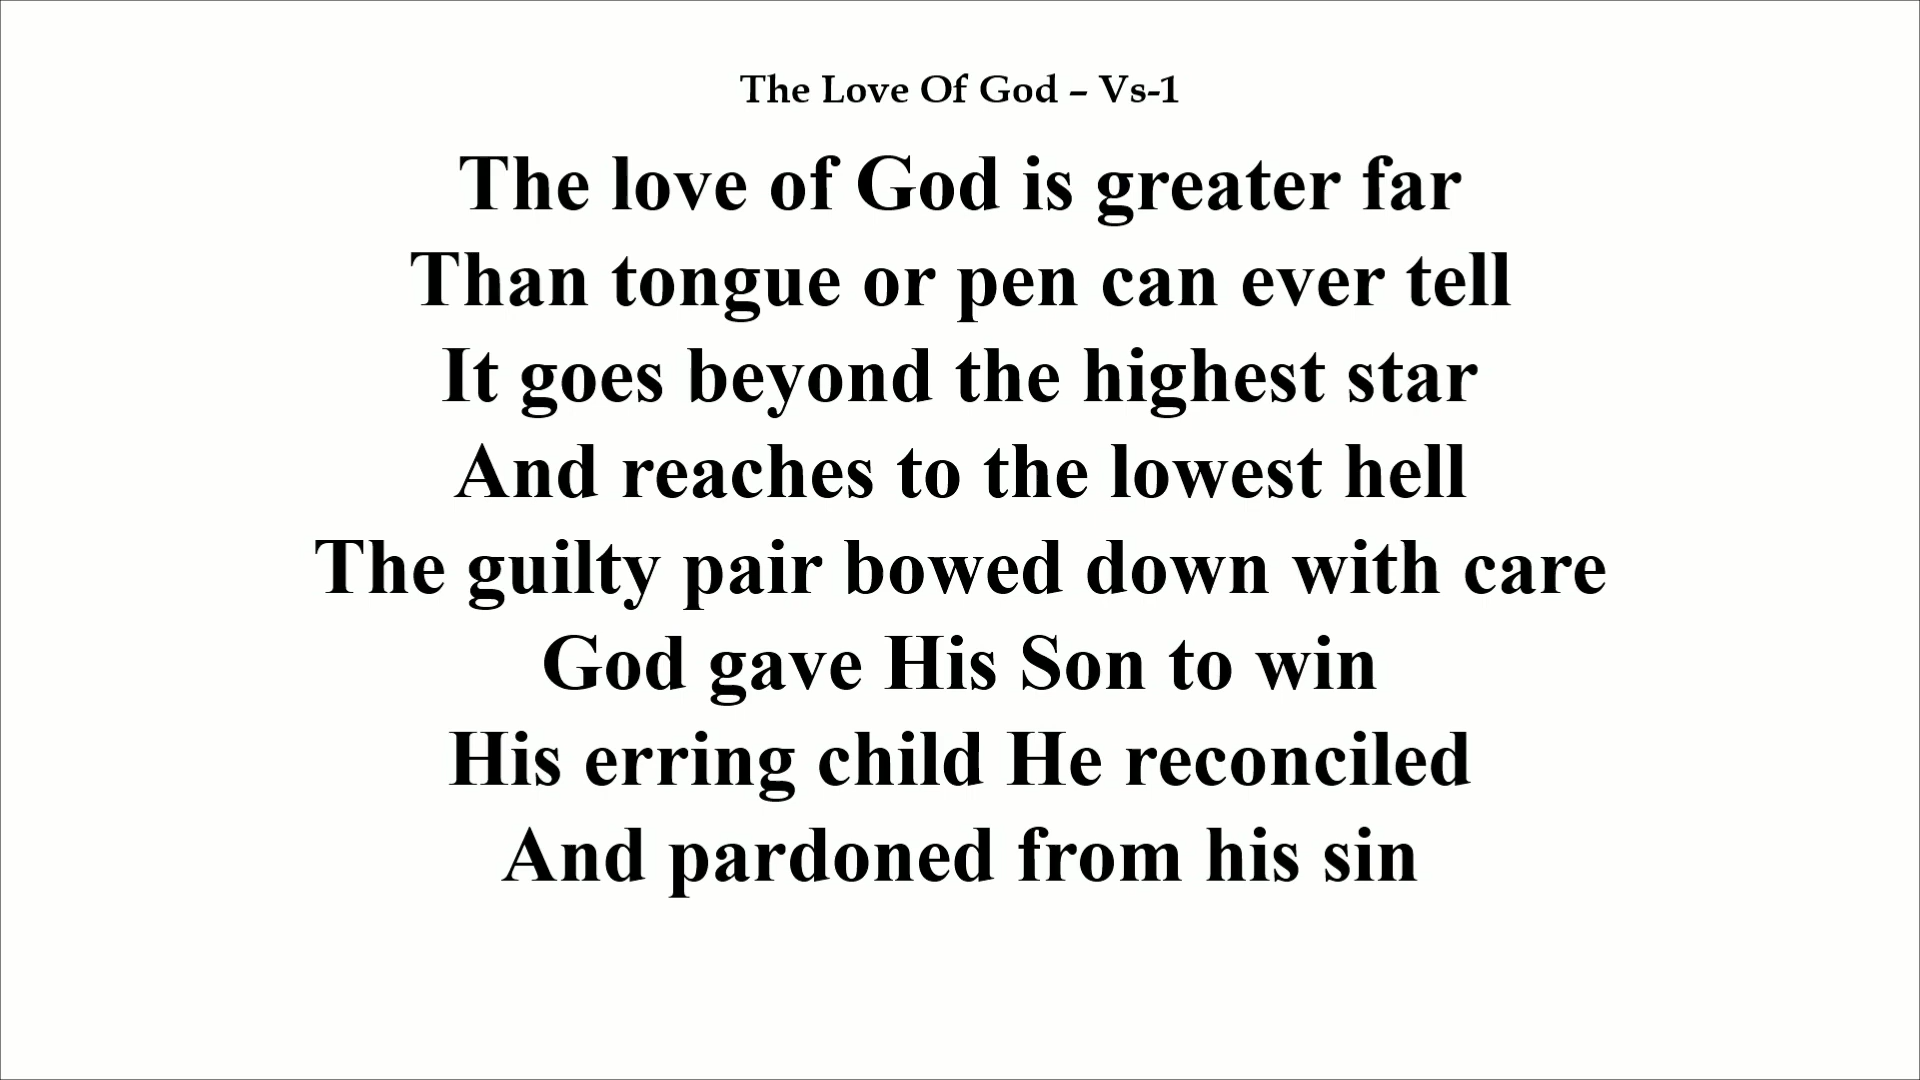 The Love Of God – Vs-1
The love of God is greater far
Than tongue or pen can ever tell
It goes beyond the highest star
And reaches to the lowest hell
The guilty pair bowed down with care
God gave His Son to win
His erring child He reconciled
And pardoned from his sin